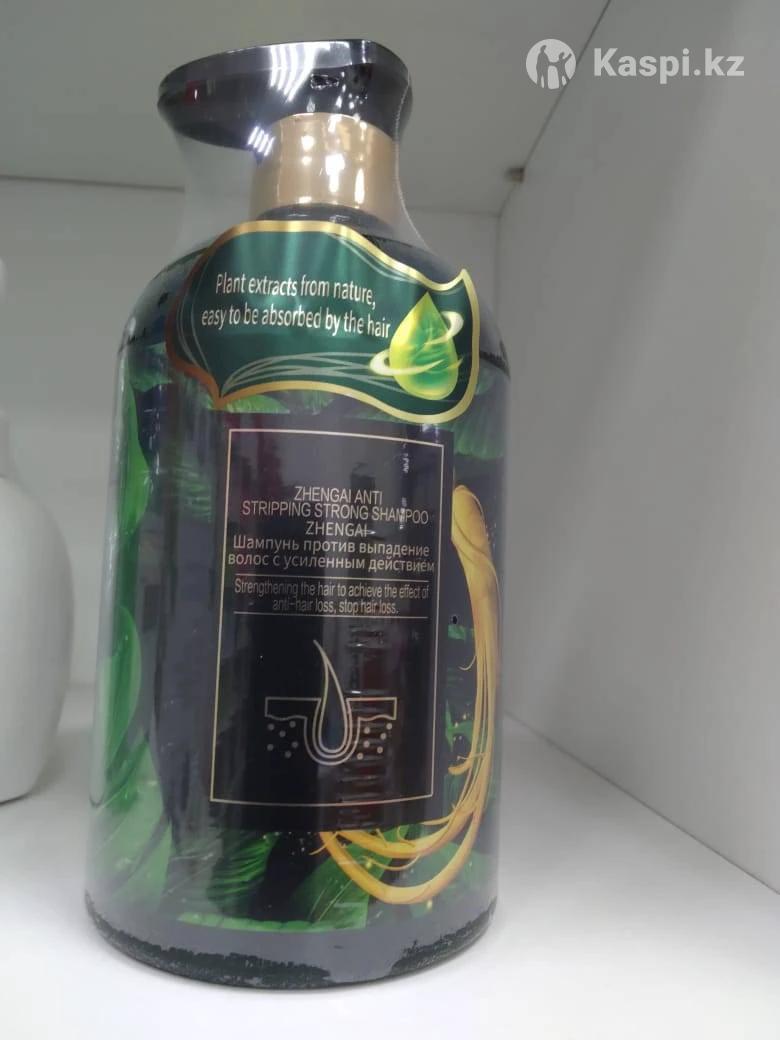 Kaspi.kz
Plant extracts from nature,
easy to be absorbed by the hair
ZHENGAI ANTI
STRIPPING STRONG SHAMPOO
ZHENGAI
Шампунь против выпадение
волос с усиленным действием
Strengthening the hair to achieve the effect of
anti-hair loss, stop hair loss.